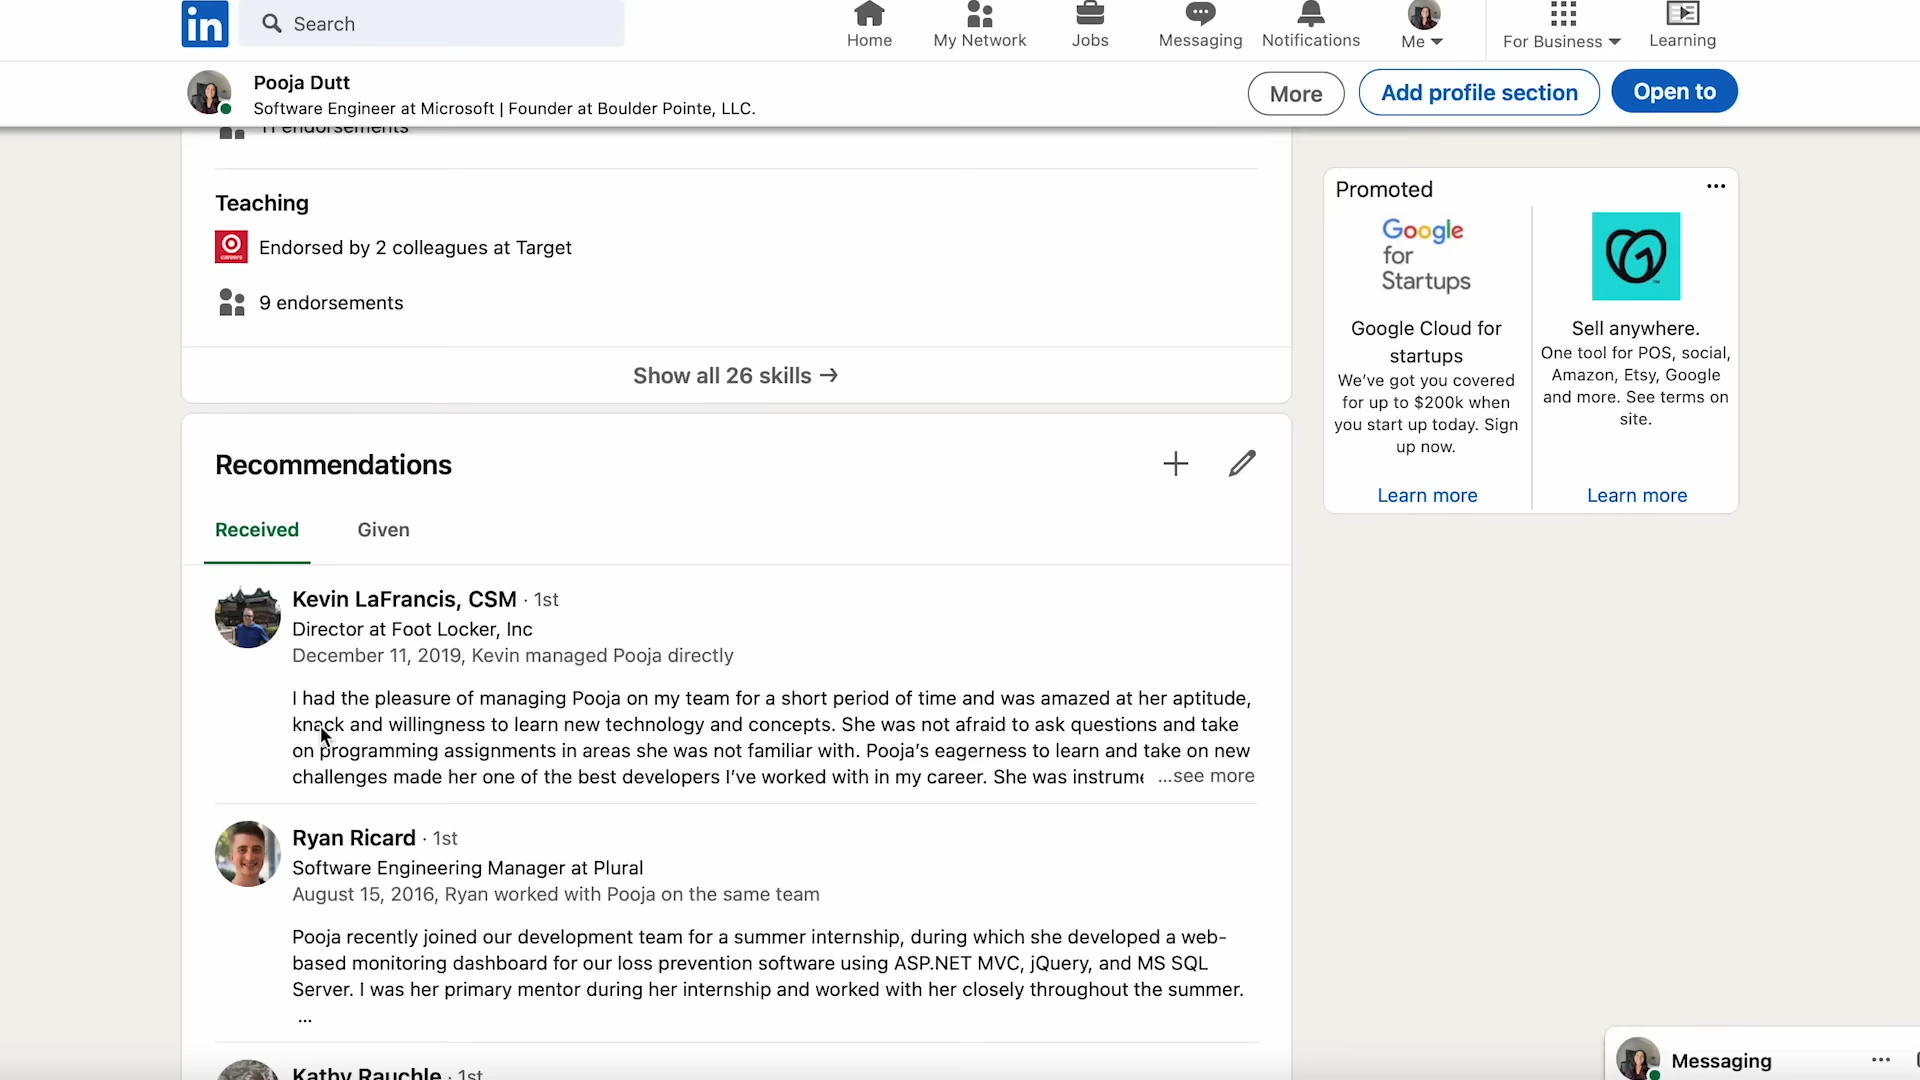 in
Search
Home
My Network
Jobs
Messaging
Notifications
Me
For Business
Learning
Pooja Dutt
Software Engineer at Microsoft | Founder at Boulder Pointe, LLC.
More
Add profile section
Open to
11 endorsements
Teaching
Endorsed by 2 colleagues at Target
9 endorsements
Show all 26 skills →
Recommendations
Received
Given
Kevin LaFrancis, CSM · 1st
Director at Foot Locker, Inc
December 11, 2019, Kevin managed Pooja directly
I had the pleasure of managing Pooja on my team for a short period of time and was amazed at her aptitude,
knack and willingness to learn new technology and concepts. She was not afraid to ask questions and take
on programming assignments in areas she was not familiar with. Pooja's eagerness to learn and take on new
challenges made her one of the best developers I've worked with in my career. She was instrume ...see more
Ryan Ricard · 1st
Software Engineering Manager at Plural
August 15, 2016, Ryan worked with Pooja on the same team
Pooja recently joined our development team for a summer internship, during which she developed a web-
based monitoring dashboard for our loss prevention software using ASP.NET MVC, jQuery, and MS SQL
Server. I was her primary mentor during her internship and worked with her closely throughout the summer.
...
Kathy Rauchle · 1st
Promoted
Google
for
Startups
Google Cloud for
startups
We've got you covered
for up to $200k when
you start up today. Sign
up now.
Learn more
Sell anywhere.
One tool for POS, social,
Amazon, Etsy, Google
and more. See terms on
site.
Learn more
Messaging